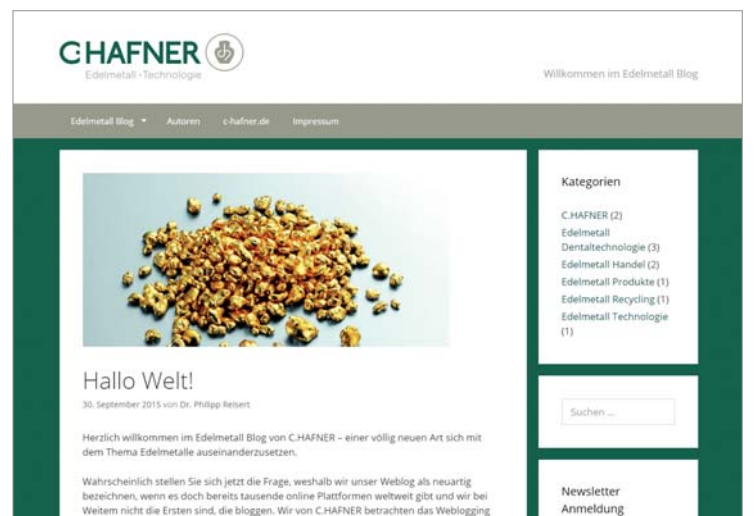 C·HAFNER
Edelmetall · Technologie
Willkommen im Edelmetall Blog
Edelmetall Blog
Autoren
c-hafner.de
Impressum
Hallo Welt!
30. September 2015 von Dr. Philipp Reisert
Herzlich willkommen im Edelmetall Blog von C.HAFNER – einer völlig neuen Art sich mit
dem Thema Edelmetalle auseinanderzusetzen.
Wahrscheinlich stellen Sie sich jetzt die Frage, weshalb wir unser Weblog als neuartig
bezeichnen, wenn es doch bereits tausende online Plattformen weltweit gibt und wir bei
Weitem nicht die Ersten sind, die bloggen. Wir von C.HAFNER betrachten das Weblogging
Kategorien
C.HAFNER (2)
Edelmetall
Dentaltechnologie (3)
Edelmetall Handel (2)
Edelmetall Produkte (1)
Edelmetall Recycling (1)
Edelmetall Technologie
(1)
Suchen ...
Newsletter
Anmeldung